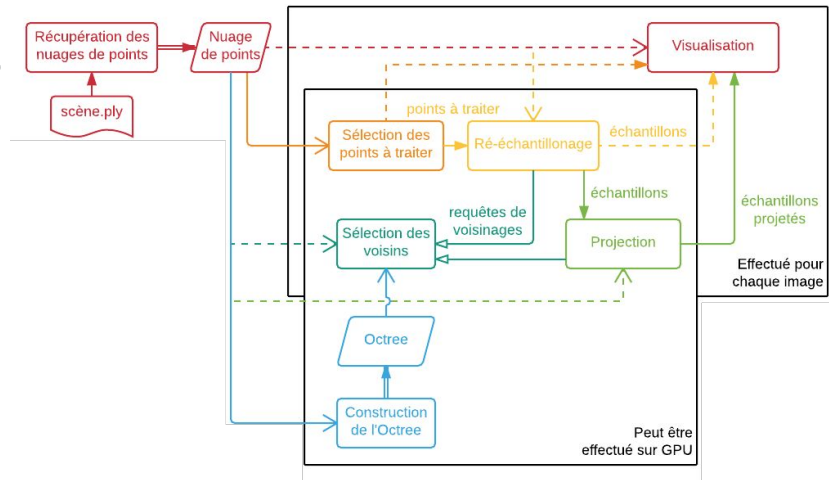 Récupération des
nuages de points
Nuage
de points
Visualisation
scène.ply
points à traiter
Sélection des
points à traiter
Ré-échantillonage
échantillons
échantillons
échantillons
projetés
requêtes de
voisinages
Sélection des
voisins
Projection
Effectué pour
chaque image
Octree
Construction
de l'Octree
Peut être
effectué sur GPU